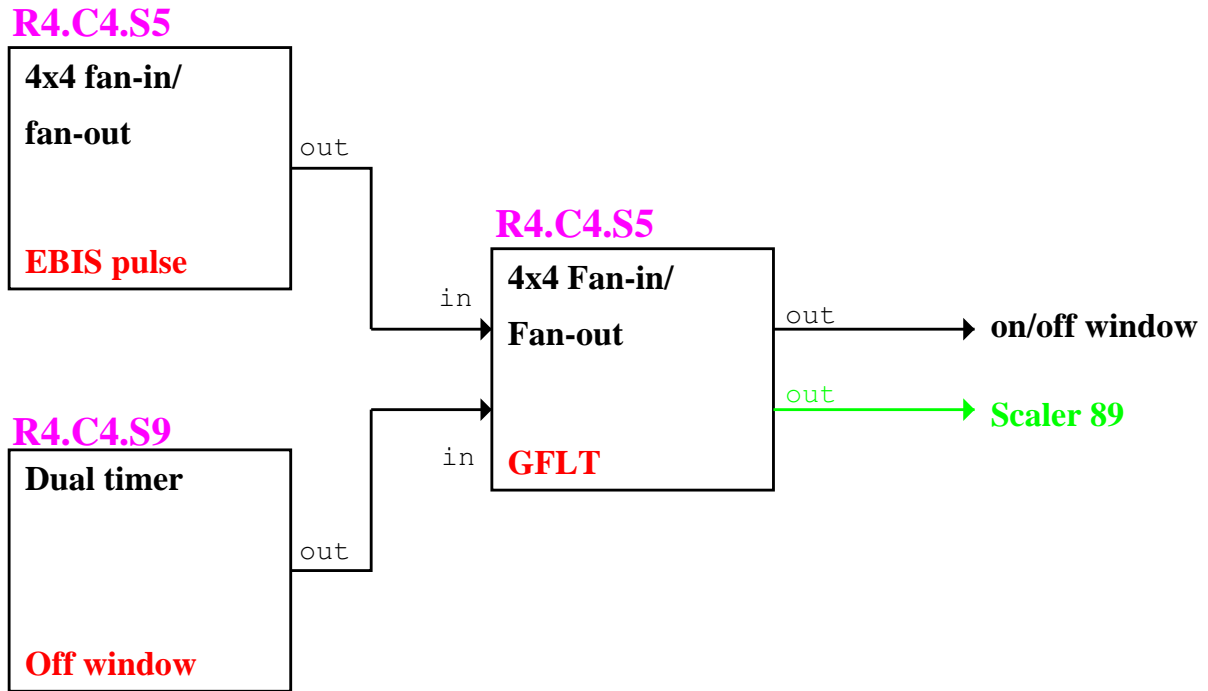 R4.C4.S5
4x4 fan-in/
fan-out
out
EBIS pulse
R4.C4.S5
4x4 Fan-in/
Fan-out
in
in
GFLT
out
on/off window
out
Scaler 89
R4.C4.S9
Dual timer
out
Off window